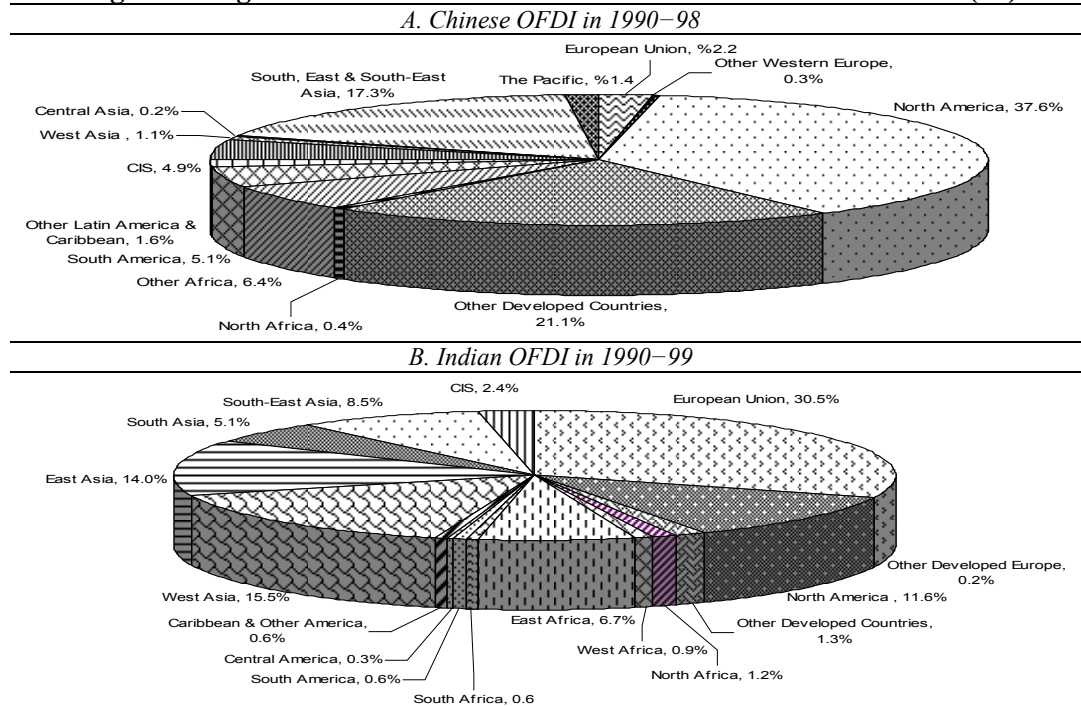 A. Chinese OFDI in 1990−98
European Union, %2.2
Other Western Europe,
0.3%
The Pacific, %1.4
South, East & South-East
Asia, 17.3%
North America, 37.6%
Central Asia, 0.2%
West Asia , 1.1%
CIS, 4.9%
Other Latin America &
Caribbean, 1.6%
South America, 5.1%
Other Africa, 6.4%
North Africa, 0.4%
Other Developed Countries,
21.1%
B. Indian OFDI in 1990−99
CIS, 2.4%
European Union, 30.5%
South-East Asia, 8.5%
South Asia, 5.1%
East Asia, 14.0%
Other Developed Europe,
0.2%
West Asia, 15.5%
North America , 11.6%
Caribbean & Other America,
0.6%
East Africa, 6.7%
Other Developed Countries,
1.3%
Central America, 0.3%
West Africa, 0.9%
South America, 0.6%
North Africa, 1.2%
South Africa, 0.6